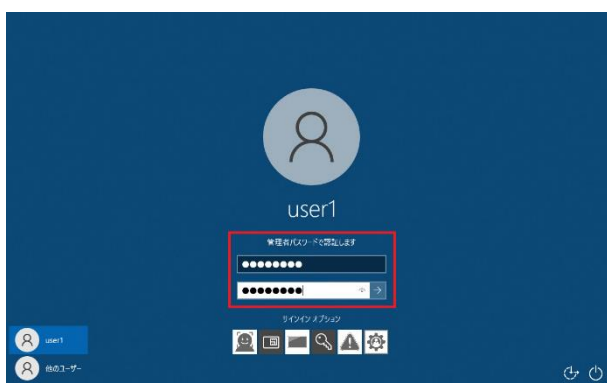 user1
管理者パスワードで認証します
サインイン オプション
user1
他のユーザー